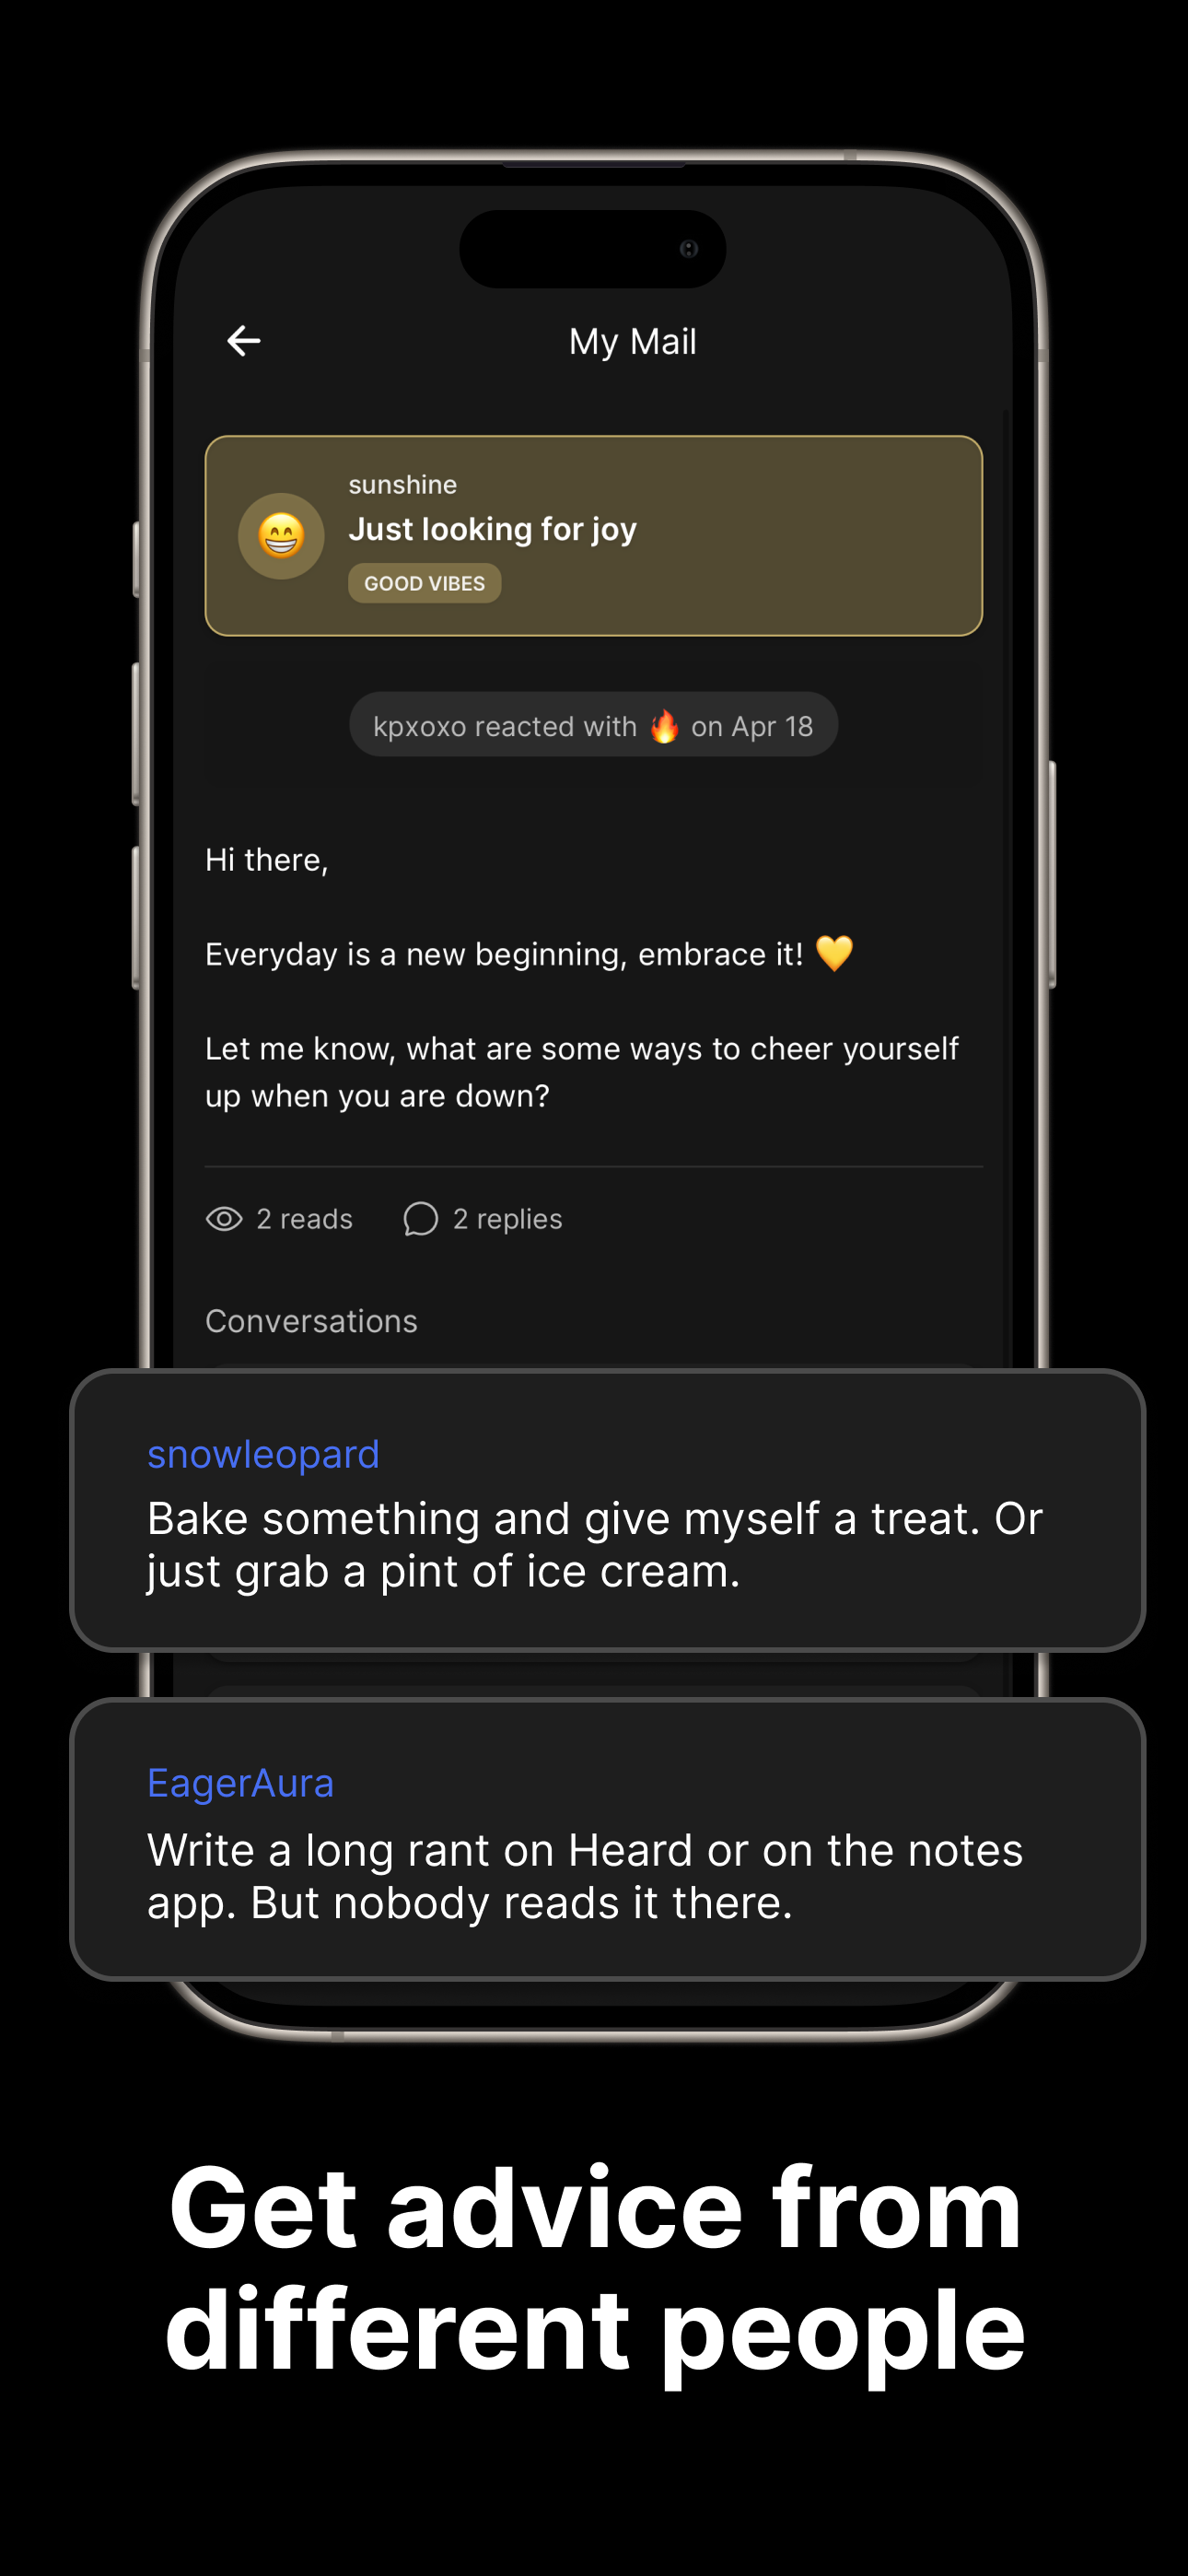 My Mail
sunshine
Just looking for joy
GOOD VIBES
kpxoxo reacted with 🔥 on Apr 18
Hi there,
Everyday is a new beginning, embrace it! 💛
Let me know, what are some ways to cheer yourself
up when you are down?
2 reads 2 replies
Conversations
snowleopard
Bake something and give myself a treat. Or
just grab a pint of ice cream.
EagerAura
Write a long rant on Heard or on the notes
app. But nobody reads it there.
Get advice from
different people